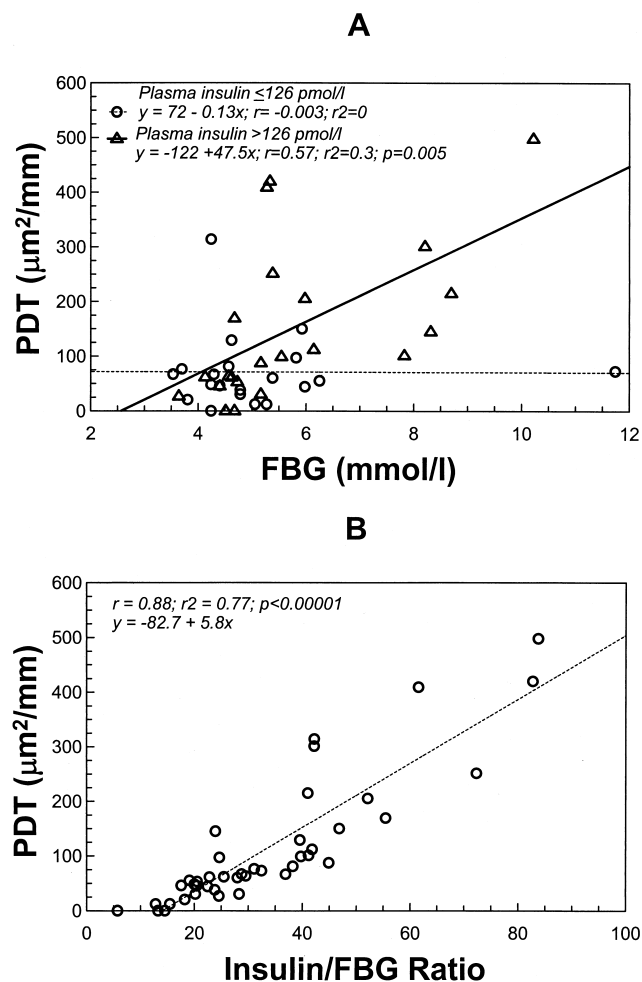 A
600
500
400
300
200
100
0
PDT (μm²/mm)
Plasma insulin ≤126 pmol/l
y = 72 - 0.13x; r= -0.003; r2=0
Plasma insulin >126 pmol/l
y = -122 +47.5x; r=0.57; r2=0.3; p=0.005
2 4 6 8 10 12
FBG (mmol/l)
B
600
500
400
300
200
100
0
PDT (μm²/mm)
r = 0.88; r2 = 0.77; p<0.00001
y = -82.7 + 5.8x
0 20 40 60 80 100
Insulin/FBG Ratio